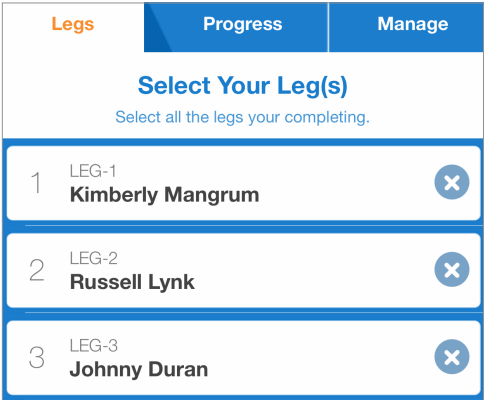 Legs Progress Manage
Select Your Leg(s)
Select all the legs your completing.
1 LEG-1
Kimberly Mangrum
2 LEG-2
Russell Lynk
3 LEG-3
Johnny Duran